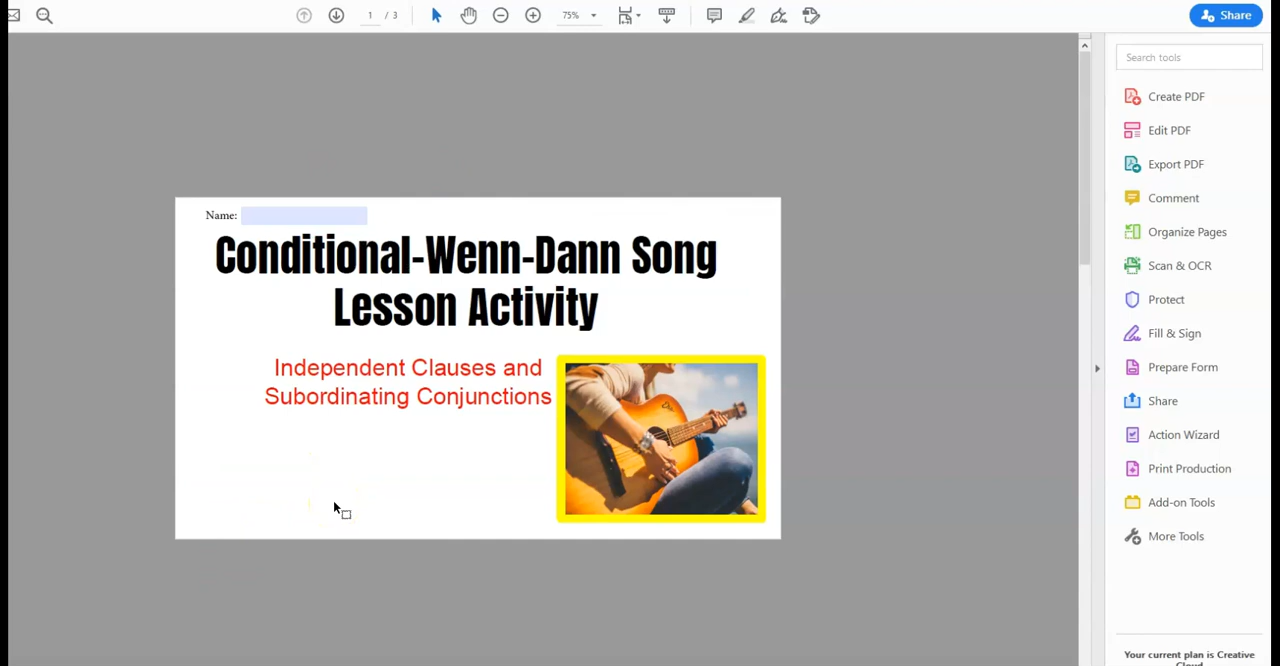 1 / 3
75%
Share
Search tools
Create PDF
Edit PDF
Export PDF
Comment
Organize Pages
Scan & OCR
Protect
Fill & Sign
Prepare Form
Share
Action Wizard
Print Production
Add-on Tools
More Tools
Your current plan is Creative
Cloud
Name:
Conditional-Wenn-Dann Song
Lesson Activity
Independent Clauses and
Subordinating Conjunctions